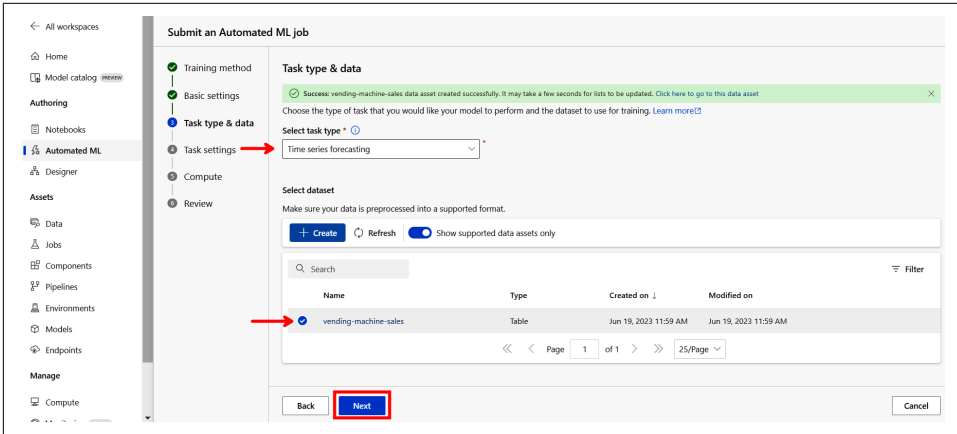 All workspaces
Home
Model catalog PREVIEW
Authoring
Notebooks
Automated ML
Designer
Assets
Data
Jobs
Components
Pipelines
Environments
Models
Endpoints
Manage
Compute
Submit an Automated ML job
Training method
Basic settings
3 Task type & data
4 Task settings
5 Compute
6 Review
Task type & data
Success: vending-machine-sales data asset created successfully. It may take a few seconds for lists to be updated. Click here to go to this data asset
Choose the type of task that you would like your model to perform and the dataset to use for training. Learn more
Select task type *
Time series forecasting *
Select dataset
Make sure your data is preprocessed into a supported format.
+ Create Refresh Show supported data assets only
Search Filter
Name Type Created on ↓ Modified on
vending-machine-sales Table Jun 19, 2023 11:59 AM Jun 19, 2023 11:59 AM
Page 1 of 1 25/Page
Back Next Cancel